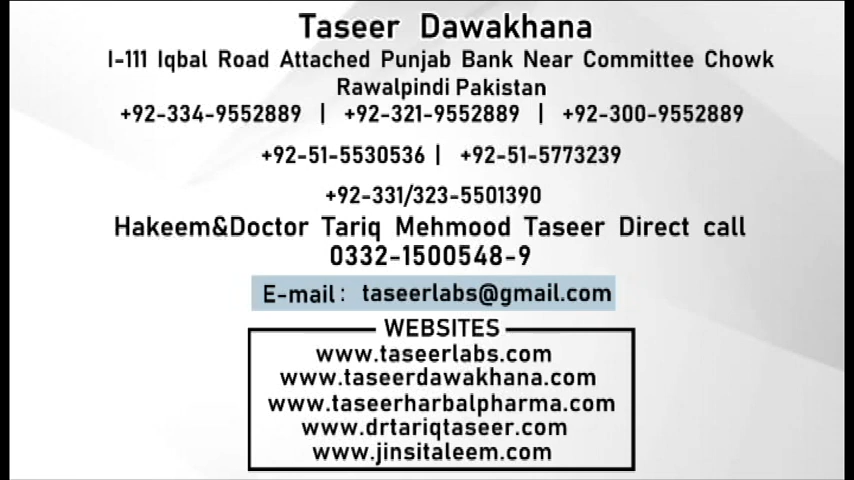 Taseer Dawakhana
I-111 Iqbal Road Attached Punjab Bank Near Committee Chowk
Rawalpindi Pakistan
+92-334-9552889 | +92-321-9552889 | +92-300-9552889
+92-51-5530536 | +92-51-5773239
+92-331/323-5501390
Hakeem&Doctor Tariq Mehmood Taseer Direct call
0332-1500548-9
E-mail : taseerlabs@gmail.com
WEBSITES
www.taseerlabs.com
www.taseerdawakhana.com
www.taseerharbalpharma.com
www.drtariqtaseer.com
www.jinsitaleem.com